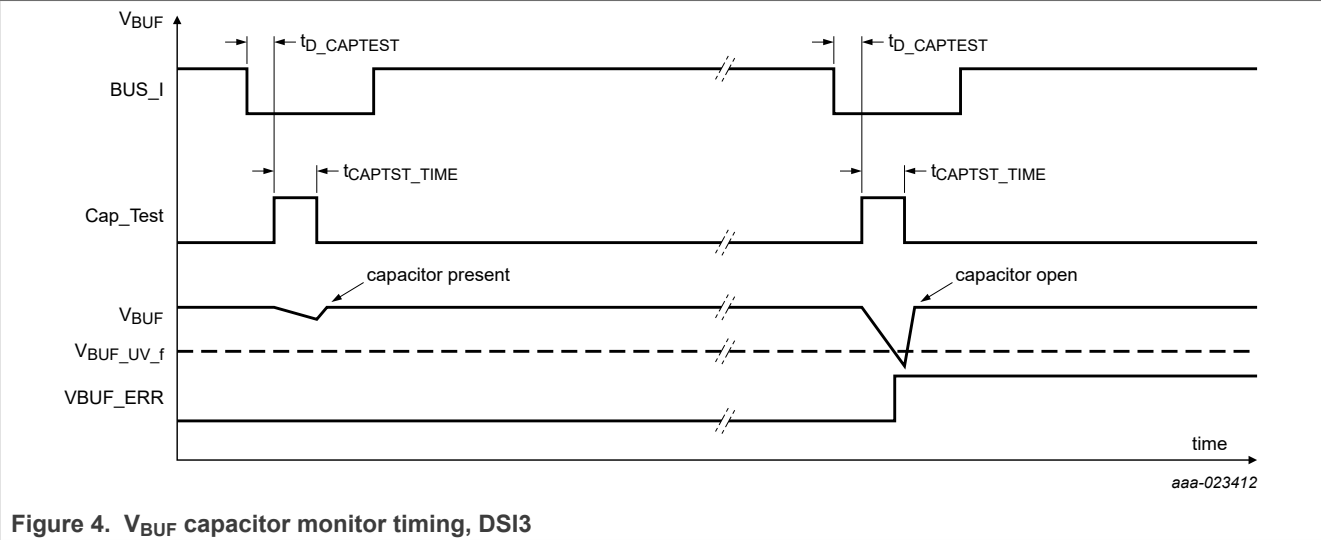 VBUF
tD_CAPTEST tD_CAPTEST
BUS_I
tCAPTST_TIME tCAPTST_TIME
Cap_Test
capacitor present capacitor open
VBUF
VBUF_UV_f
VBUF_ERR
time
aaa-023412
Figure 4. VBUF capacitor monitor timing, DSI3